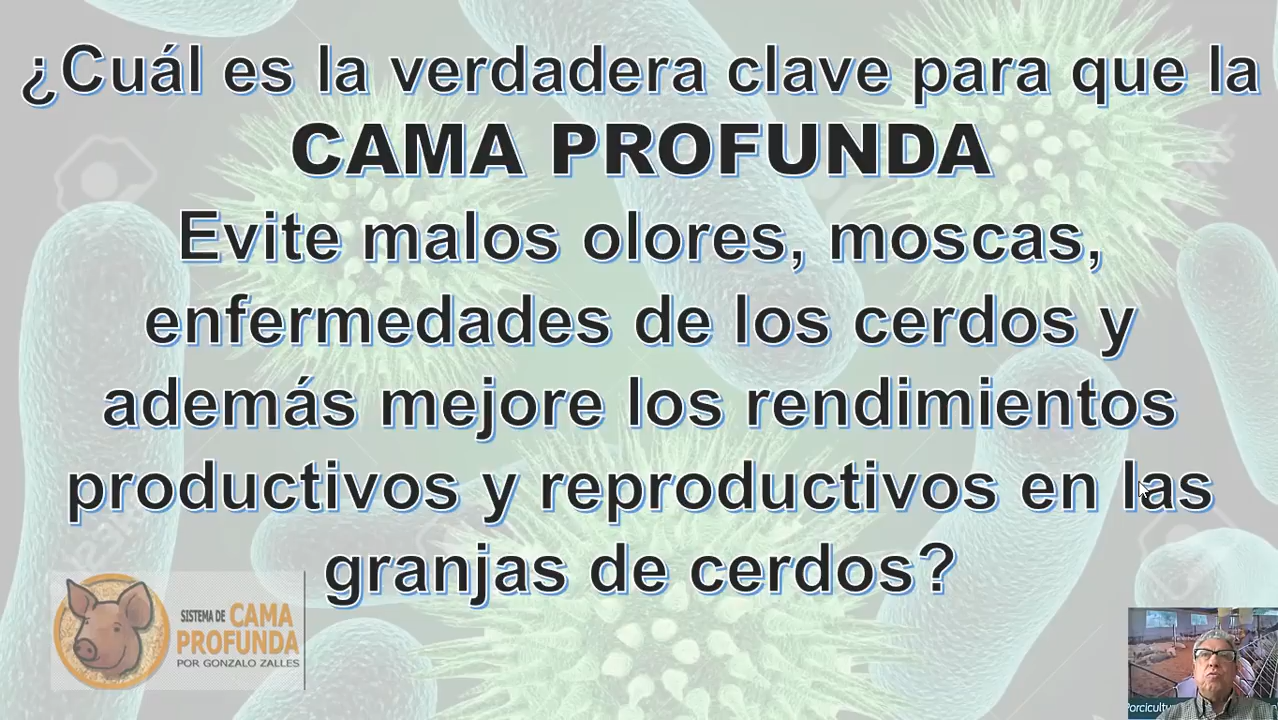 ¿Cuál es la verdadera clave para que la
CAMA PROFUNDA
Evite malos olores, moscas,
enfermedades de los cerdos y
además mejore los rendimientos
productivos y reproductivos en las
granjas de cerdos?
SISTEMA DE CAMA
PROFUNDA
POR GONZALO ZALLES